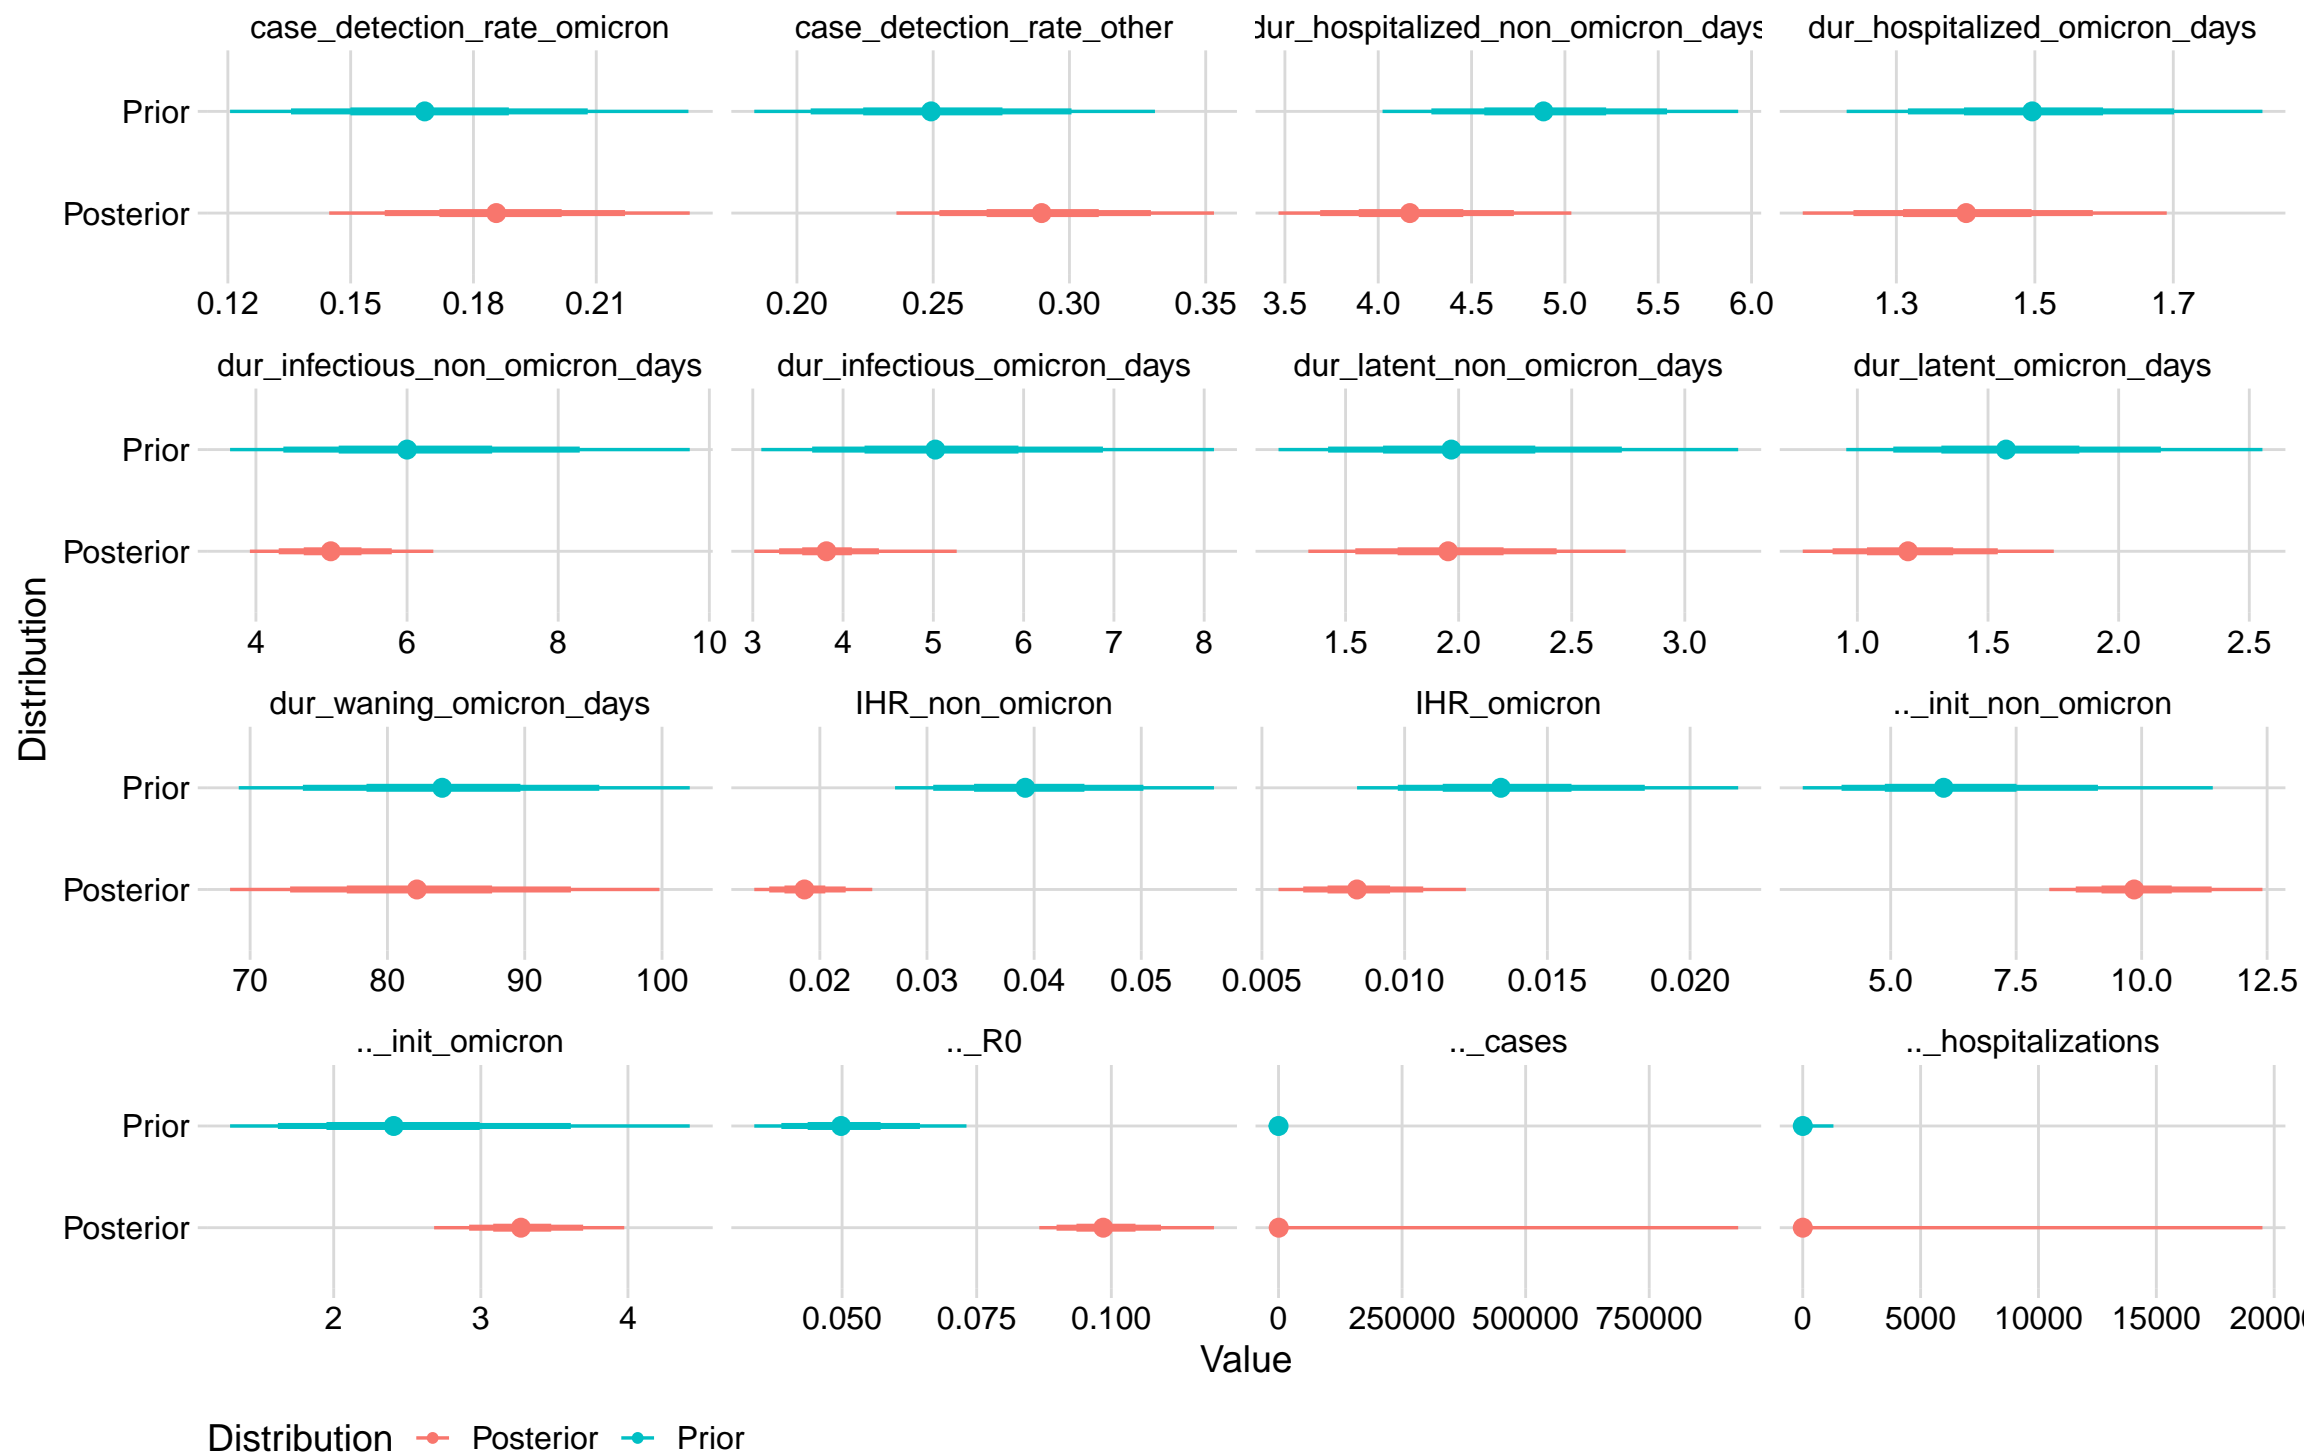 case_detection_rate_omicron case_detection_rate_other dur_hospitalized_non_omicron_days dur_hospitalized_omicron_days
Prior
Posterior
0.12 0.15 0.18 0.21 0.20 0.25 0.30 0.35 3.5 4.0 4.5 5.0 5.5 6.0 1.3 1.5 1.7
dur_infectious_non_omicron_days dur_infectious_omicron_days dur_latent_non_omicron_days dur_latent_omicron_days
Prior
Posterior
4 6 8 10 3 4 5 6 7 8 1.5 2.0 2.5 3.0 1.0 1.5 2.0 2.5
Distribution
dur_waning_omicron_days IHR_non_omicron IHR_omicron .._init_non_omicron
Prior
Posterior
70 80 90 100 0.02 0.03 0.04 0.05 0.005 0.010 0.015 0.020 5.0 7.5 10.0 12.5
.._init_omicron .._R0 .._cases .._hospitalizations
Prior
Posterior
2 3 4 0.050 0.075 0.100 0 250000 500000 750000 0 5000 10000 15000 20000
Value
Distribution Posterior Prior